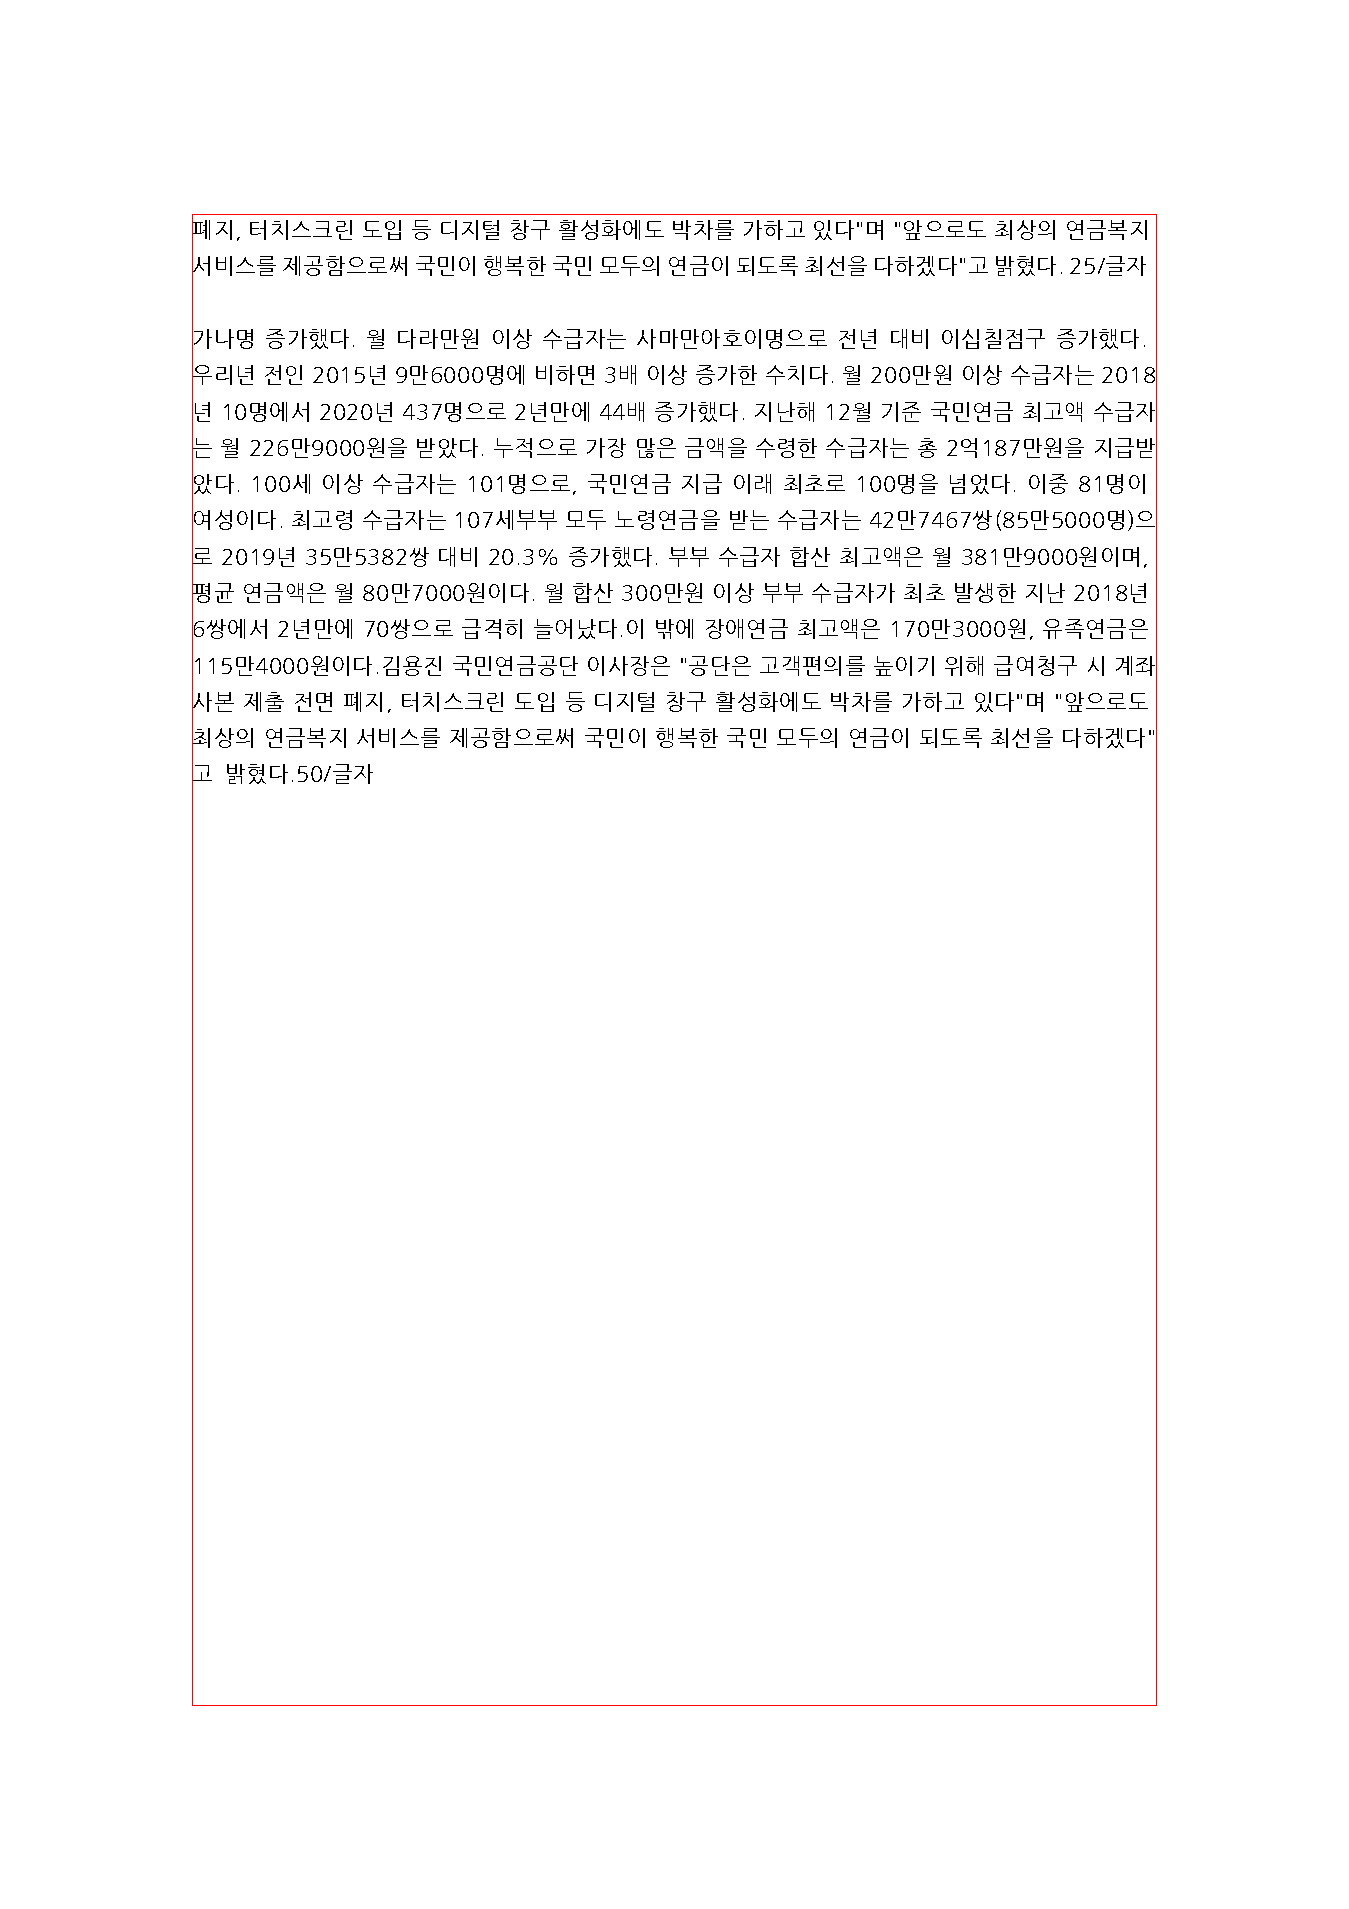 폐지, 터치스크린 도입 등 디지털 창구 활성화에도 박차를 가하고 있다"며 "앞으로도 최상의 연금복지
서비스를 제공함으로써 국민이 행복한 국민 모두의 연금이 되도록 최선을 다하겠다"고 밝혔다. 25/글자
가나명 증가했다. 월 다라만원 이상 수급자는 사마만아호이명으로 전년 대비 이십칠점구 증가했다.
우리년 전인 2015년 9만6000명에 비하면 3배 이상 증가한 수치다. 월 200만원 이상 수급자는 2018
년 10명에서 2020년 437명으로 2년만에 44배 증가했다. 지난해 12월 기준 국민연금 최고액 수급자
는 월 226만9000원을 받았다. 누적으로 가장 많은 금액을 수령한 수급자는 총 2억187만원을 지급받
았다. 100세 이상 수급자는 101명으로, 국민연금 지급 이래 최초로 100명을 넘었다. 이중 81명이
여성이다. 최고령 수급자는 107세부부 모두 노령연금을 받는 수급자는 42만7467쌍(85만5000명)으
로 2019년 35만5382쌍 대비 20.3% 증가했다. 부부 수급자 합산 최고액은 월 381만9000원이며,
평균 연금액은 월 80만7000원이다. 월 합산 300만원 이상 부부 수급자가 최초 발생한 지난 2018년
6쌍에서 2년만에 70쌍으로 급격히 늘어났다.이 밖에 장애연금 최고액은 170만3000원, 유족연금은
115만4000원이다.김용진 국민연금공단 이사장은 "공단은 고객편의를 높이기 위해 급여청구 시 계좌
사본 제출 전면 폐지, 터치스크린 도입 등 디지털 창구 활성화에도 박차를 가하고 있다"며 "앞으로도
최상의 연금복지 서비스를 제공함으로써 국민이 행복한 국민 모두의 연금이 되도록 최선을 다하겠다"
고 밝혔다.50/글자